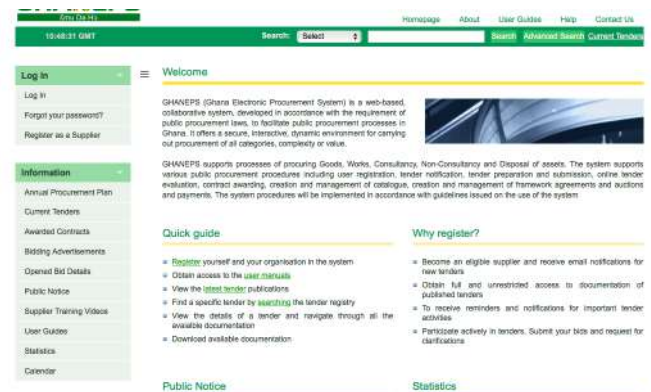 GHANEPS
Homepage About User Guides Help Contact Us
10:48:31 GMT Search: Select Search Advanced Search Current Tenders
Log In
Log In
Forgot your password?
Register as a Supplier
Information
Annual Procurement Plan
Current Tenders
Awarded Contracts
Bidding Advertisements
Opened Bid Details
Public Notice
Supplier Training Videos
User Guides
Statistics
Calendar
Welcome
GHANEPS (Ghana Electronic Procurement System) is a web-based,
collaborative system, developed in accordance with the requirement of
public procurement laws, to facilitate public procurement processes in
Ghana. It offers a secure, interactive, dynamic environment for carrying
out procurement of all categories, complexity or value.
GHANEPS supports processes of procuring Goods, Works, Consultancy, Non-Consultancy and Disposal of assets. The system supports
various public procurement procedures including user registration, tender notification, tender preparation and submission, online tender
evaluation, contract awarding, creation and management of catalogue, creation and management of framework agreements and auctions
and payments. The system procedures will be implemented in accordance with guidelines issued on the use of the system
Quick guide
Register yourself and your organisation in the system
Obtain access to the user manuals
View the latest tender publications
Find a specific tender by searching the tender registry
View the details of a tender and navigate through all the
available documentation
Download available documentation
Why register?
Become an eligible supplier and receive email notifications for
new tenders
Obtain full and unrestricted access to documentation of
published tenders
To receive reminders and notifications for important tender
activities
Participate actively in tenders. Submit your bids and request for
clarifications
Public Notice
Statistics